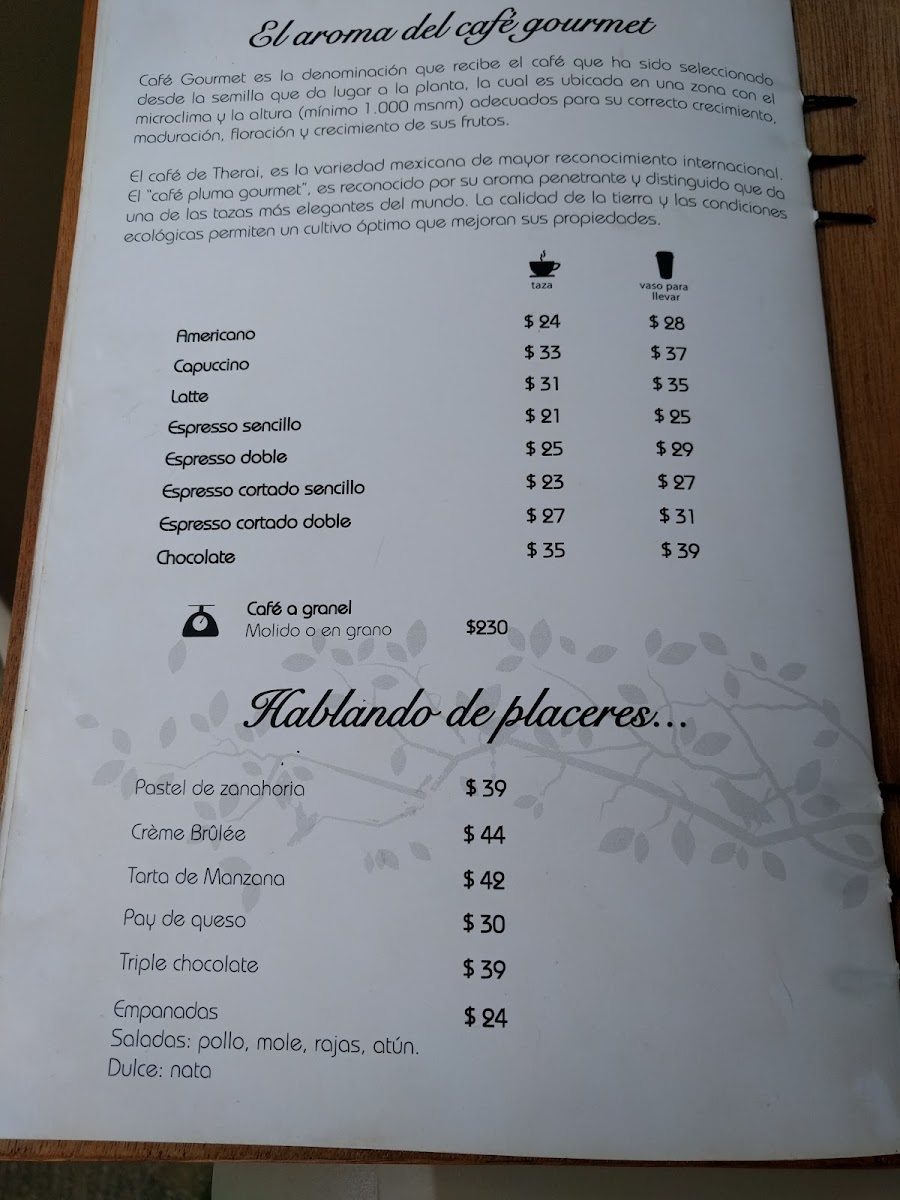 El aroma del café gourmet
Café Gourmet es la denominación que recibe el café que ha sido seleccionado
desde la semilla que da lugar a la planta, la cual es ubicada en una zona con el
microclima y la altura (mínimo 1.000 msnm) adecuados para su correcto crecimiento,
maduración, floración y crecimiento de sus frutos.
El café de Therai, es la variedad mexicana de mayor reconocimiento internacional.
El “café pluma gourmet”, es reconocido por su aroma penetrante y distinguido que da
una de las tazas más elegantes del mundo. La calidad de la tierra y las condiciones
ecológicas permiten un cultivo óptimo que mejoran sus propiedades.
taza
vaso para
llevar
Americano $ 24 $ 28
Capuccino $ 33 $ 37
Latte $ 31 $ 35
Espresso sencillo $ 21 $ 25
Espresso doble $ 25 $ 29
Espresso cortado sencillo $ 23 $ 27
Espresso cortado doble $ 27 $ 31
Chocolate $ 35 $ 39
Café a granel
Molido o en grano $230
Hablando de placeres...
Pastel de zanahoria $ 39
Crème Brûlée $ 44
Tarta de Manzana $ 42
Pay de queso $ 30
Triple chocolate $ 39
Empanadas $ 24
Saladas: pollo, mole, rajas, atún.
Dulce: nata